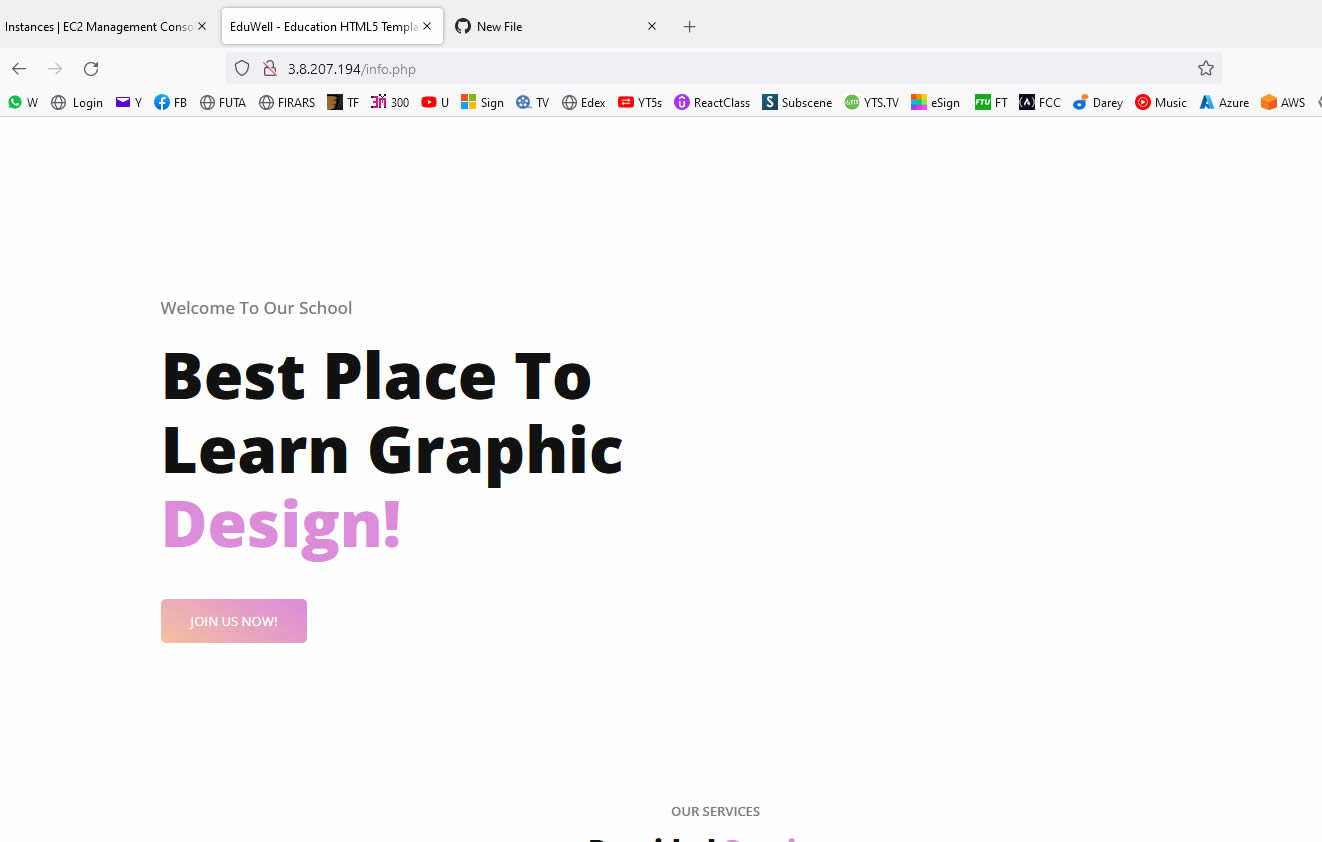 Instances | EC2 Management Conso
EduWell - Education HTML5 Templa
New File
3.8.207.194/info.php
W Login Y FB FUTA FIRARS TF 300 U Sign TV Edex YT5s ReactClass Subscene YTS.TV eSign FT FCC Darey Music Azure AWS
Welcome To Our School
Best Place To
Learn Graphic
Design!
JOIN US NOW!
OUR SERVICES